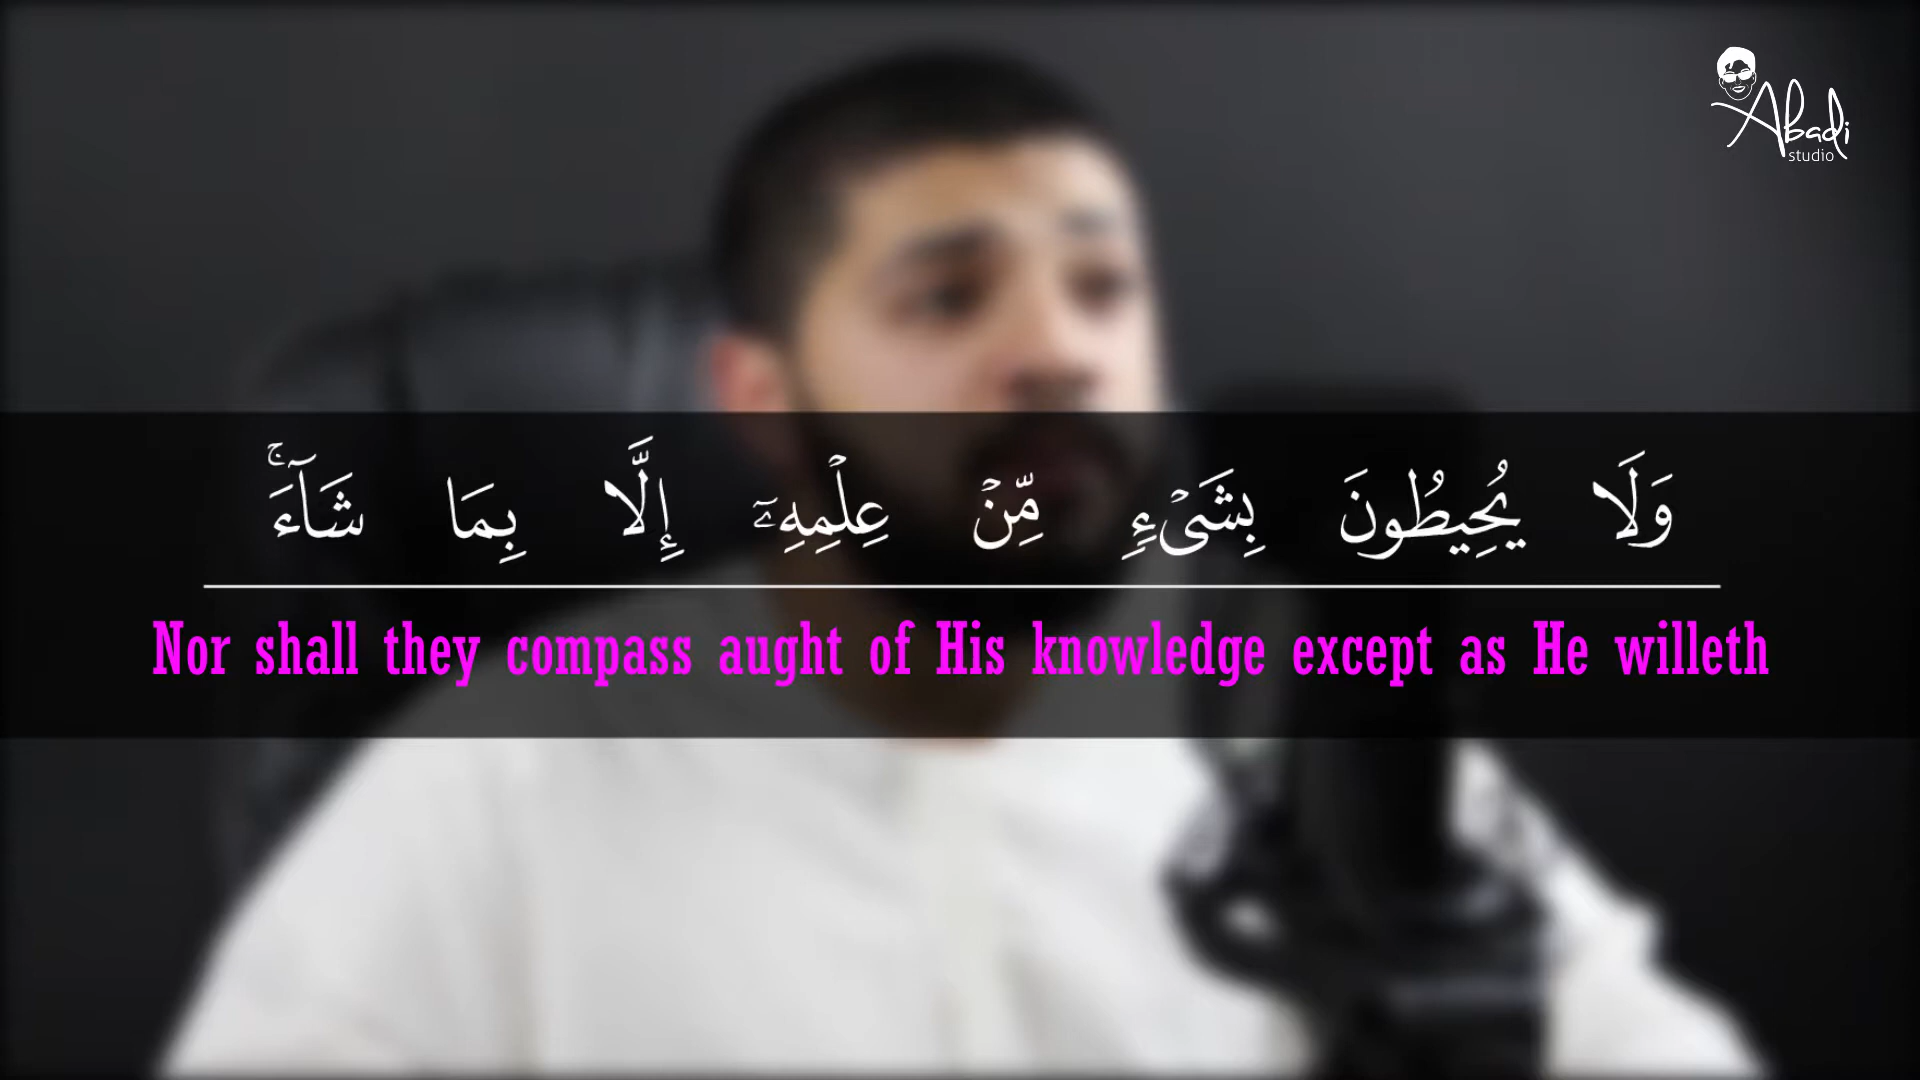 Abadi
studio
وَلَا يُحِيطُونَ بِشَىْءٍ مِّنْ عِلْمِهِۦٓ إِلَّا بِمَا شَآءَ ۚ
Nor shall they compass aught of His knowledge except as He willeth